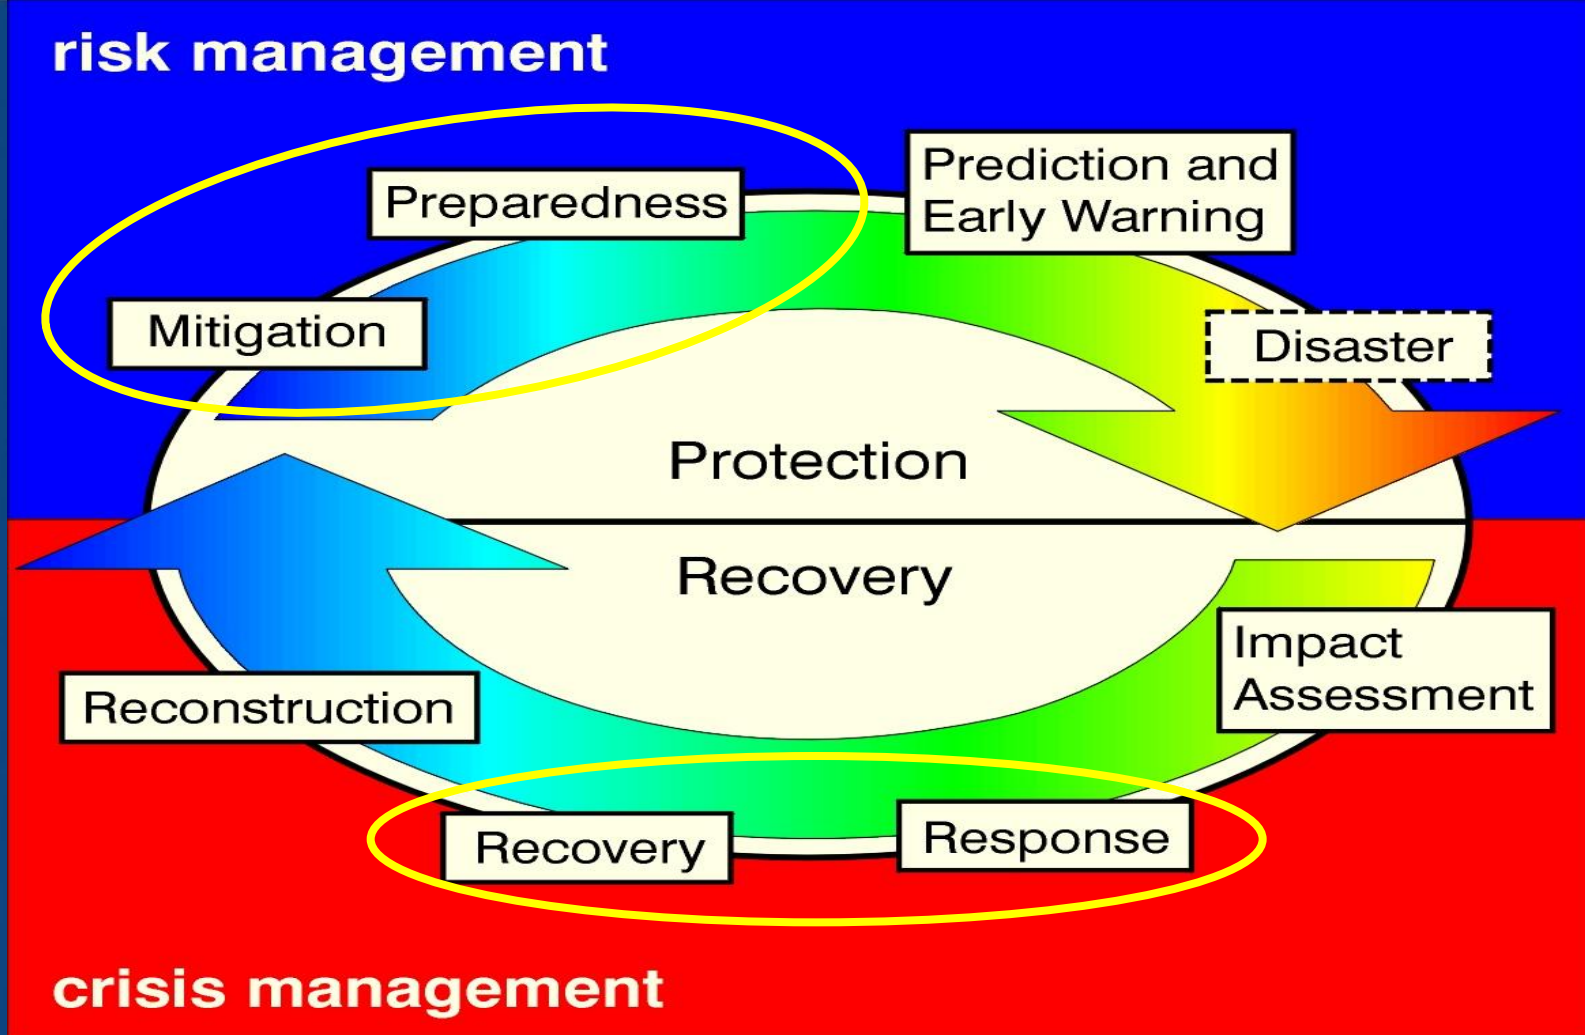 risk management
Preparedness
Prediction and
Early Warning
Mitigation
Disaster
Protection
Recovery
Impact
Assessment
Reconstruction
Recovery
Response
crisis management